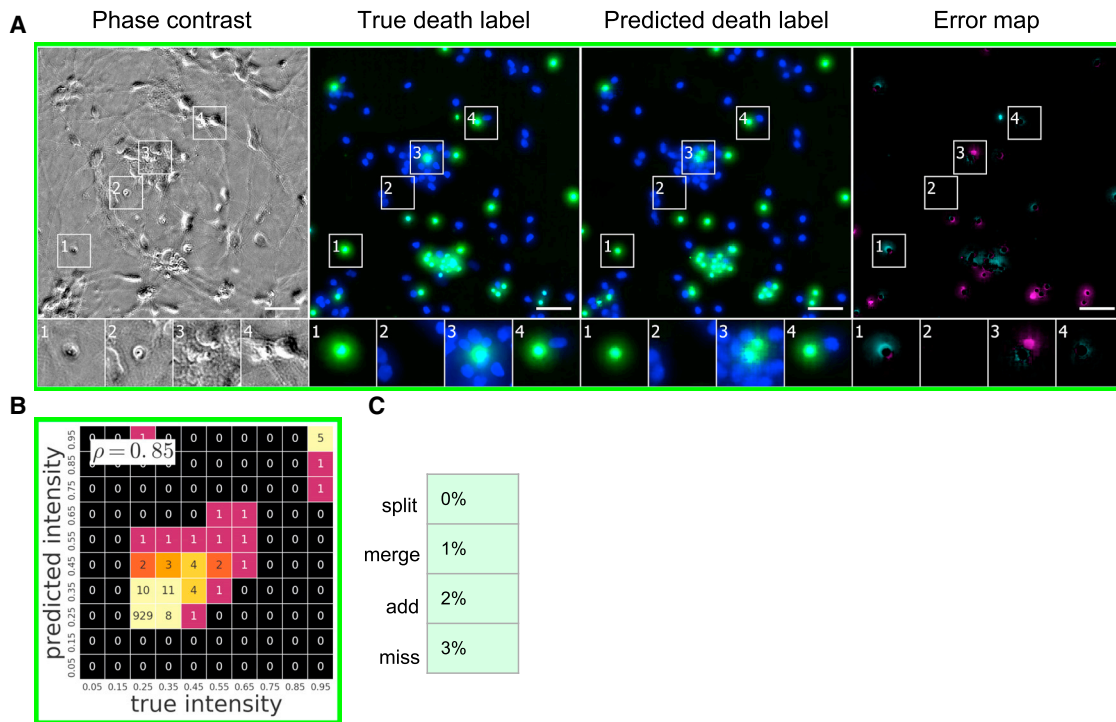 A
Phase contrast
True death label
Predicted death label
Error map
4
3
2
1
4
3
2
1
4
3
2
1
4
3
2
1
1 2 3 4
1 2 3 4
1 2 3 4
1 2 3 4
B
C
predicted intensity
0.95 0 0 1 0 0 0 0 0 0 5
ρ = 0.85
0.85 0 0 0 0 0 0 0 0 0 1
0.75 0 0 0 0 0 0 0 0 0 1
0.65 0 0 0 0 0 1 1 0 0 0
0.55 0 0 1 1 1 1 1 0 0 0
0.45 0 0 2 3 4 2 1 0 0 0
0.35 0 0 10 11 4 1 0 0 0 0
0.25 0 0 929 8 1 0 0 0 0 0
0.15 0 0 0 0 0 0 0 0 0 0
0.05 0 0 0 0 0 0 0 0 0 0
0.05 0.15 0.25 0.35 0.45 0.55 0.65 0.75 0.85 0.95
true intensity
split 0%
merge 1%
add 2%
miss 3%